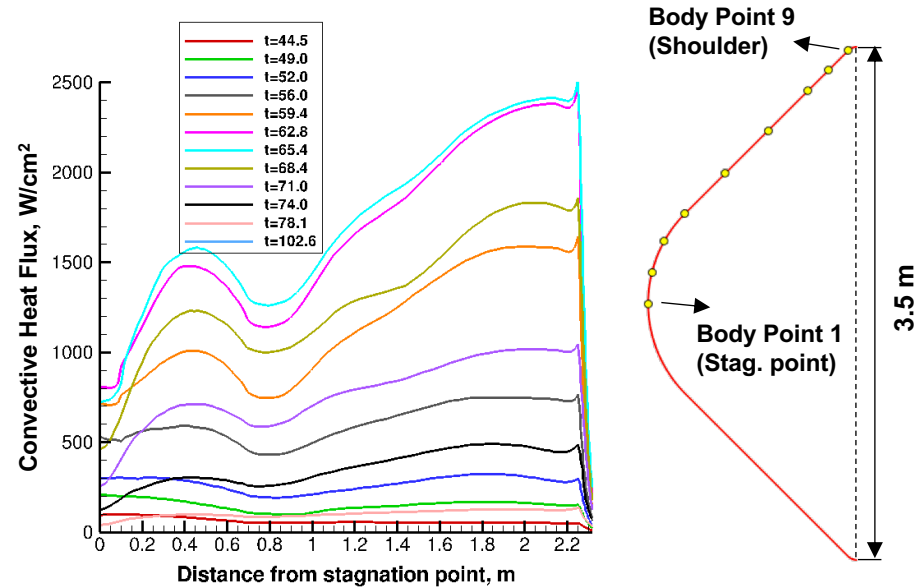 t=44.5
t=49.0
t=52.0
t=56.0
t=59.4
t=62.8
t=65.4
t=68.4
t=71.0
t=74.0
t=78.1
t=102.6
2500
2000
1500
1000
500
0
Convective Heat Flux, W/cm²
0 0.2 0.4 0.6 0.8 1 1.2 1.4 1.6 1.8 2 2.2
Distance from stagnation point, m
Body Point 9
(Shoulder)
Body Point 1
(Stag. point)
3.5 m